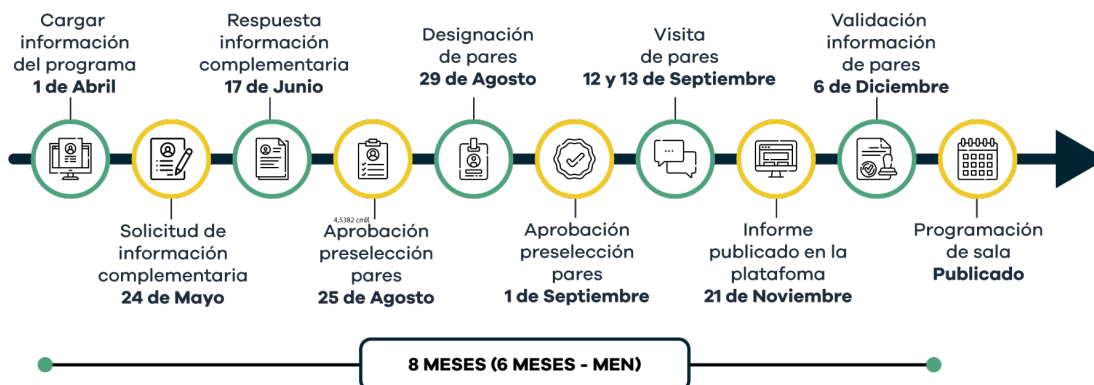 Cargar
información
del programa
1 de Abril
Solicitud de
información
complementaria
24 de Mayo
Respuesta
información
complementaria
17 de Junio
4,5382 cm
Aprobación
preselección
pares
25 de Agosto
Designación
de pares
29 de Agosto
Aprobación
preselección
pares
1 de Septiembre
Visita
de pares
12 y 13 de Septiembre
Informe
publicado en la
platafoma
21 de Noviembre
Validación
información
de pares
6 de Diciembre
Programación
de sala
Publicado
8 MESES (6 MESES - MEN)